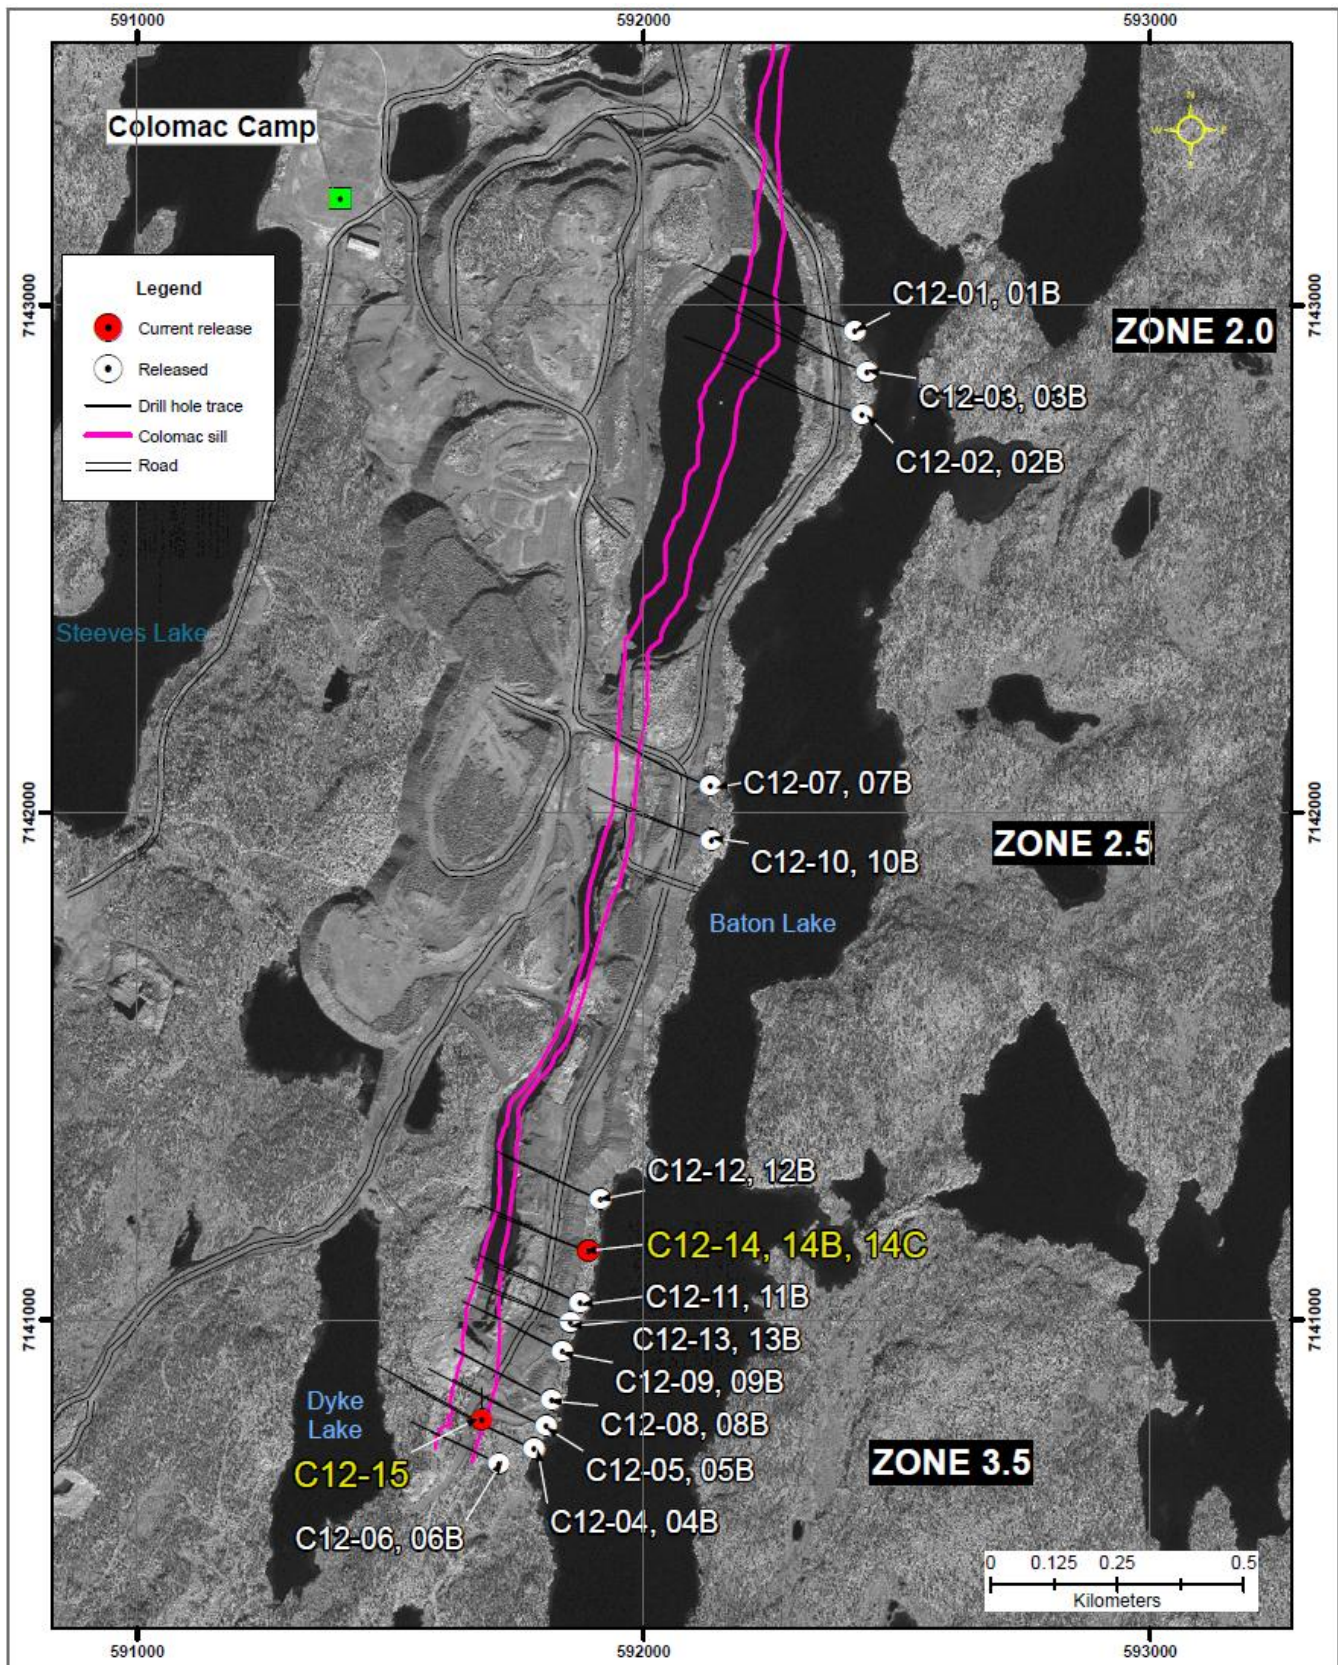 591000
592000
593000
Colomac Camp
N
W
E
S
Legend
Current release
Released
Drill hole trace
Colomac sill
Road
7143000
7143000
C12-01, 01B
ZONE 2.0
C12-03, 03B
C12-02, 02B
Steeves Lake
C12-07, 07B
7142000
7142000
ZONE 2.5
C12-10, 10B
Baton Lake
C12-12, 12B
C12-14, 14B, 14C
C12-11, 11B
7141000
7141000
C12-13, 13B
C12-09, 09B
Dyke
Lake
C12-08, 08B
C12-15
C12-05, 05B
ZONE 3.5
C12-04, 04B
C12-06, 06B
0 0.125 0.25 0.5
Kilometers
591000
592000
593000